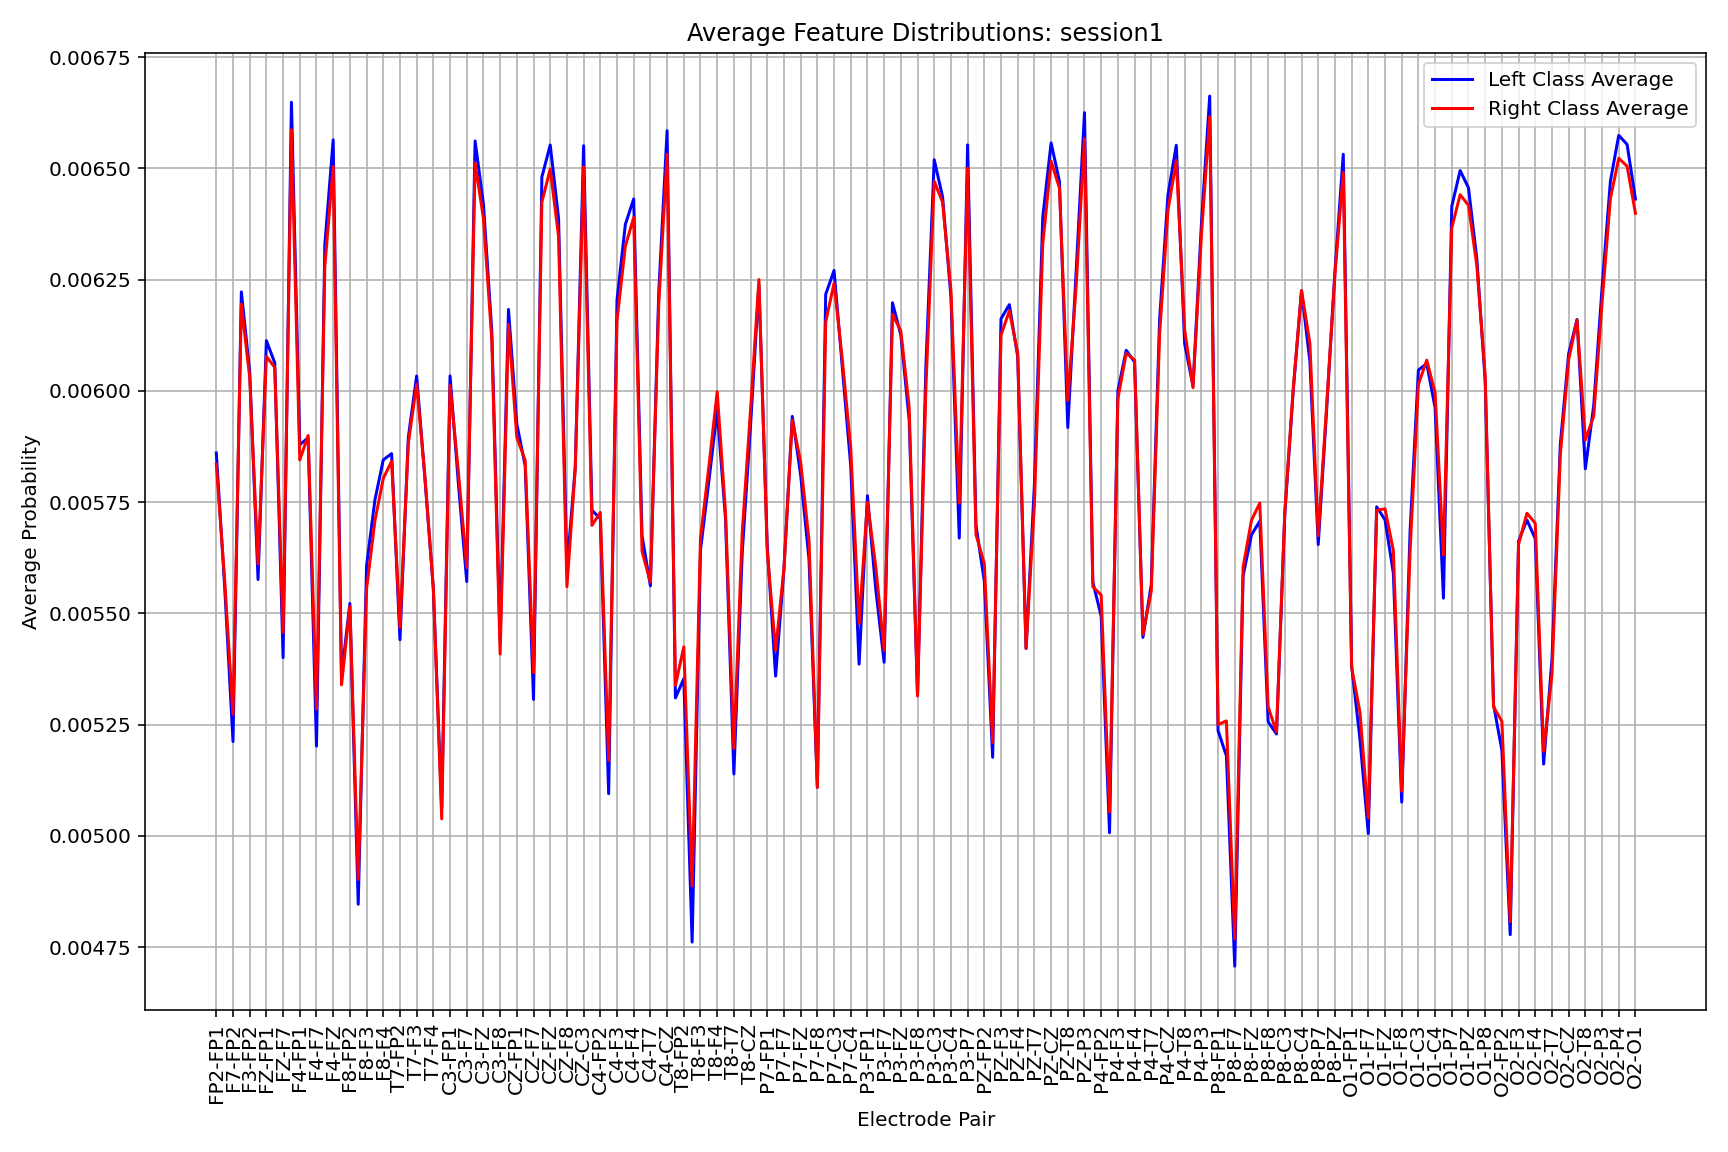 Average Feature Distributions: session1
Left Class Average
Right Class Average
Average Probability
0.00675
0.00650
0.00625
0.00600
0.00575
0.00550
0.00525
0.00500
0.00475
FP2-FP1
F7-FP2
F3-FP2
FZ-FP1
FZ-F7
F4-FP1
F4-F7
F4-FZ
F8-FP2
F8-F3
F8-F4
T7-FP2
T7-F3
T7-F4
C3-FP1
C3-F7
C3-FZ
C3-F8
CZ-FP1
CZ-F7
CZ-FZ
CZ-F8
CZ-C3
C4-FP2
C4-F3
C4-F4
C4-T7
C4-CZ
T8-FP2
T8-F3
T8-F4
T8-T7
T8-CZ
P7-FP1
P7-F7
P7-FZ
P7-F8
P7-C3
P7-C4
P3-FP1
P3-F7
P3-FZ
P3-F8
P3-C3
P3-C4
P3-P7
PZ-FP2
PZ-F3
PZ-F4
PZ-T7
PZ-CZ
PZ-T8
PZ-P3
P4-FP2
P4-F3
P4-F4
P4-T7
P4-CZ
P4-T8
P4-P3
P8-FP1
P8-F7
P8-FZ
P8-F8
P8-C3
P8-C4
P8-P7
P8-PZ
O1-FP1
O1-F7
O1-FZ
O1-F8
O1-C3
O1-C4
O1-P7
O1-PZ
O1-P8
O2-FP2
O2-F3
O2-F4
O2-T7
O2-CZ
O2-T8
O2-P3
O2-P4
O2-O1
Electrode Pair